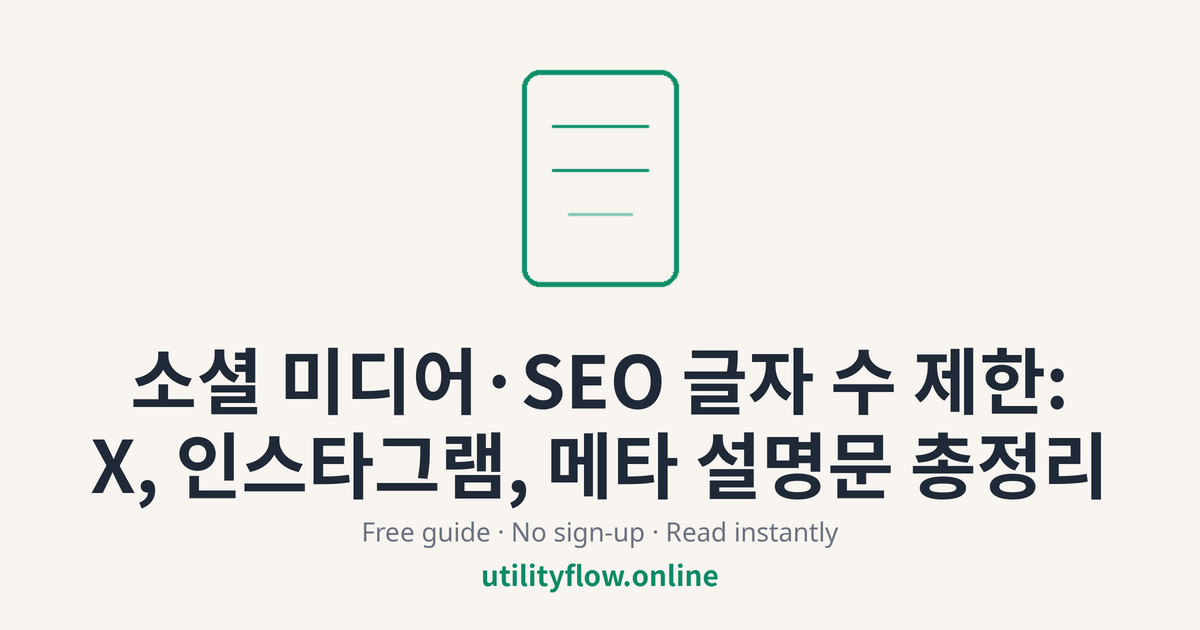 소셜 미디어·SEO 글자 수 제한:
X, 인스타그램, 메타 설명문 총정리
Free guide · No sign-up · Read instantly
utilityflow.online